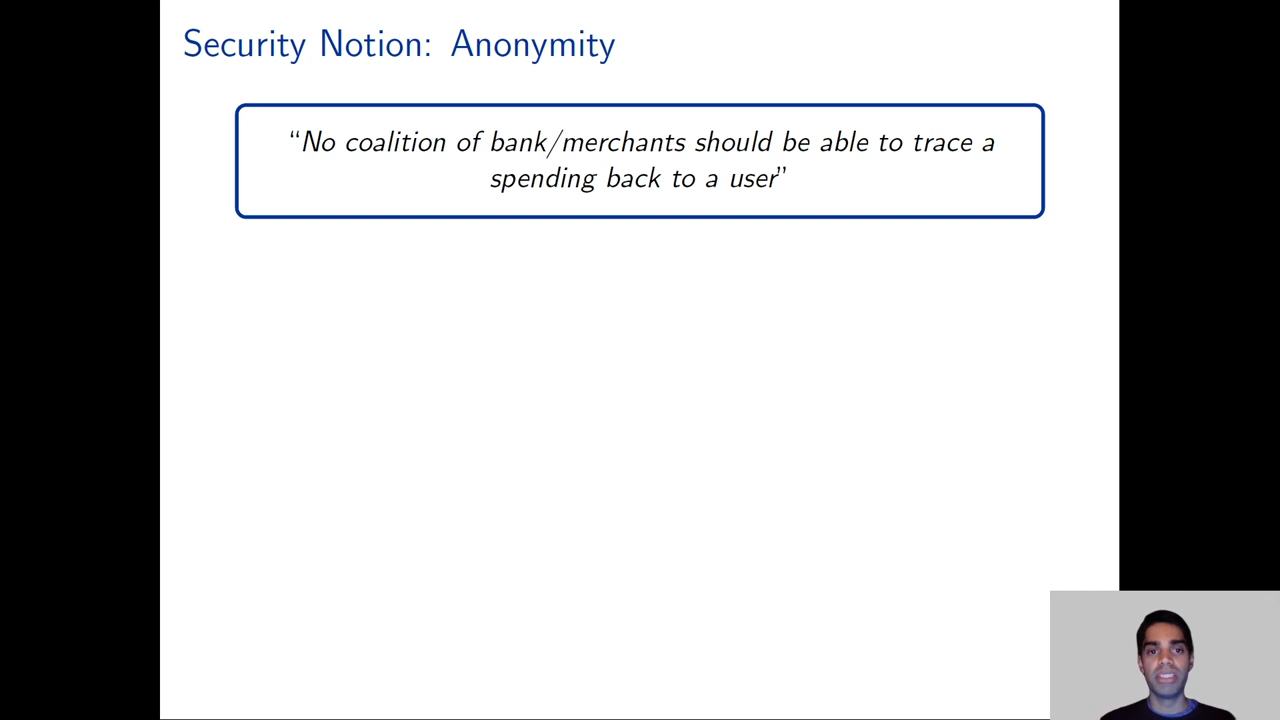 Security Notion: Anonymity
“No coalition of bank/merchants should be able to trace a
spending back to a user”